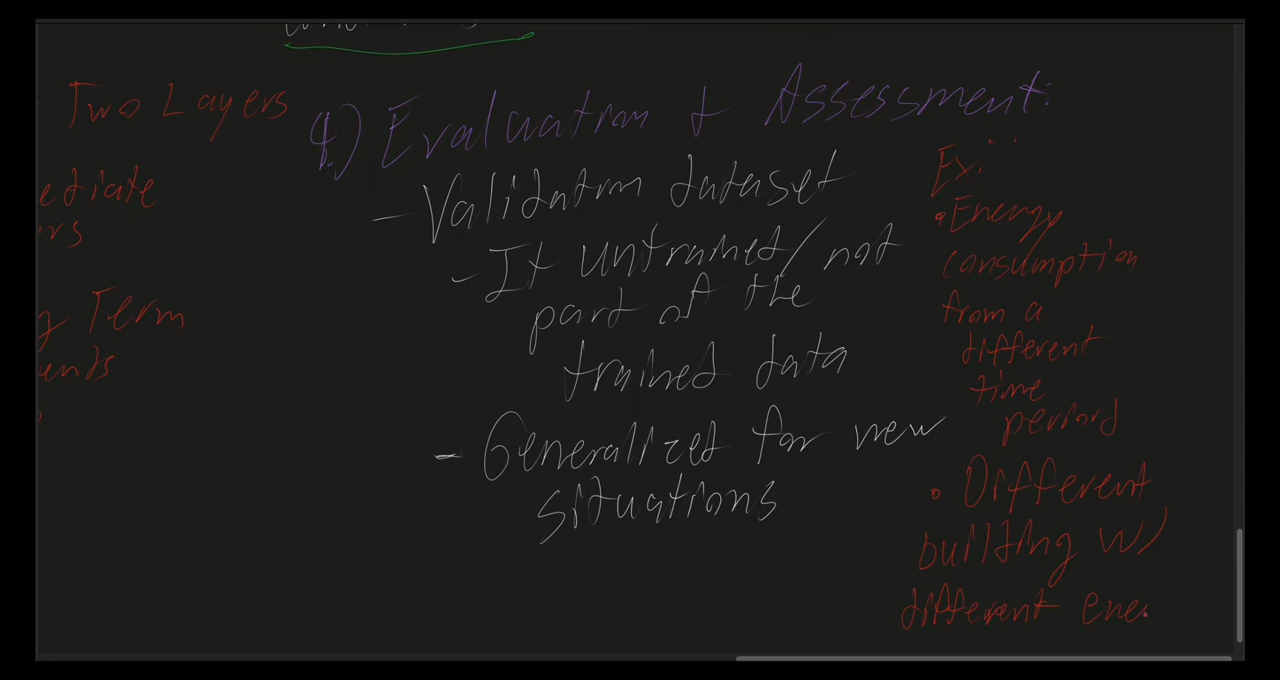 Two Layers
ediate
rs
g Term
ends
4.) Evaluation & Assessment:
- Validation dataset
- It untrained/not
part of the
trained data
- Generalized for new
situations
Ex:
• Energy
consumption
from a
different
time
period
• Different
building w/
different ene